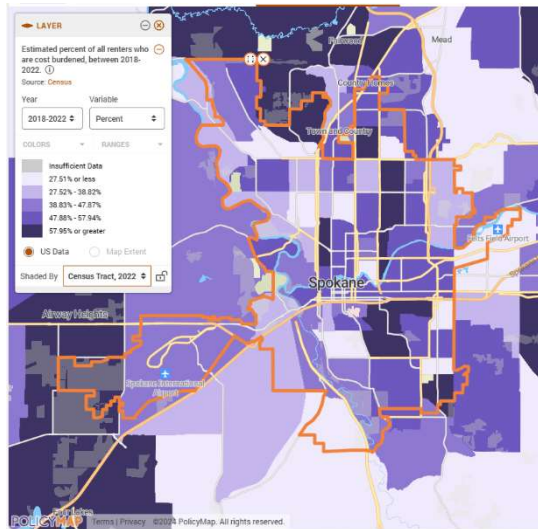 LAYER
Estimated percent of all renters who
are cost burdened, between 2018-
2022.
Source: Census
Year
Variable
2018-2022
Percent
COLORS
RANGES
Insufficient Data
27.51% or less
27.52% - 38.82%
38.83% - 47.87%
47.88% - 57.94%
57.95% or greater
US Data
Map Extent
Shaded By
Census Tract, 2022
Fairwood
Mead
Country Homes
Town and Country
Felts Field Airport
Spokane
Airway Heights
Spokane International
Airport
POLICYMAP
Terms | Privacy
©2024 PolicyMap. All rights reserved.